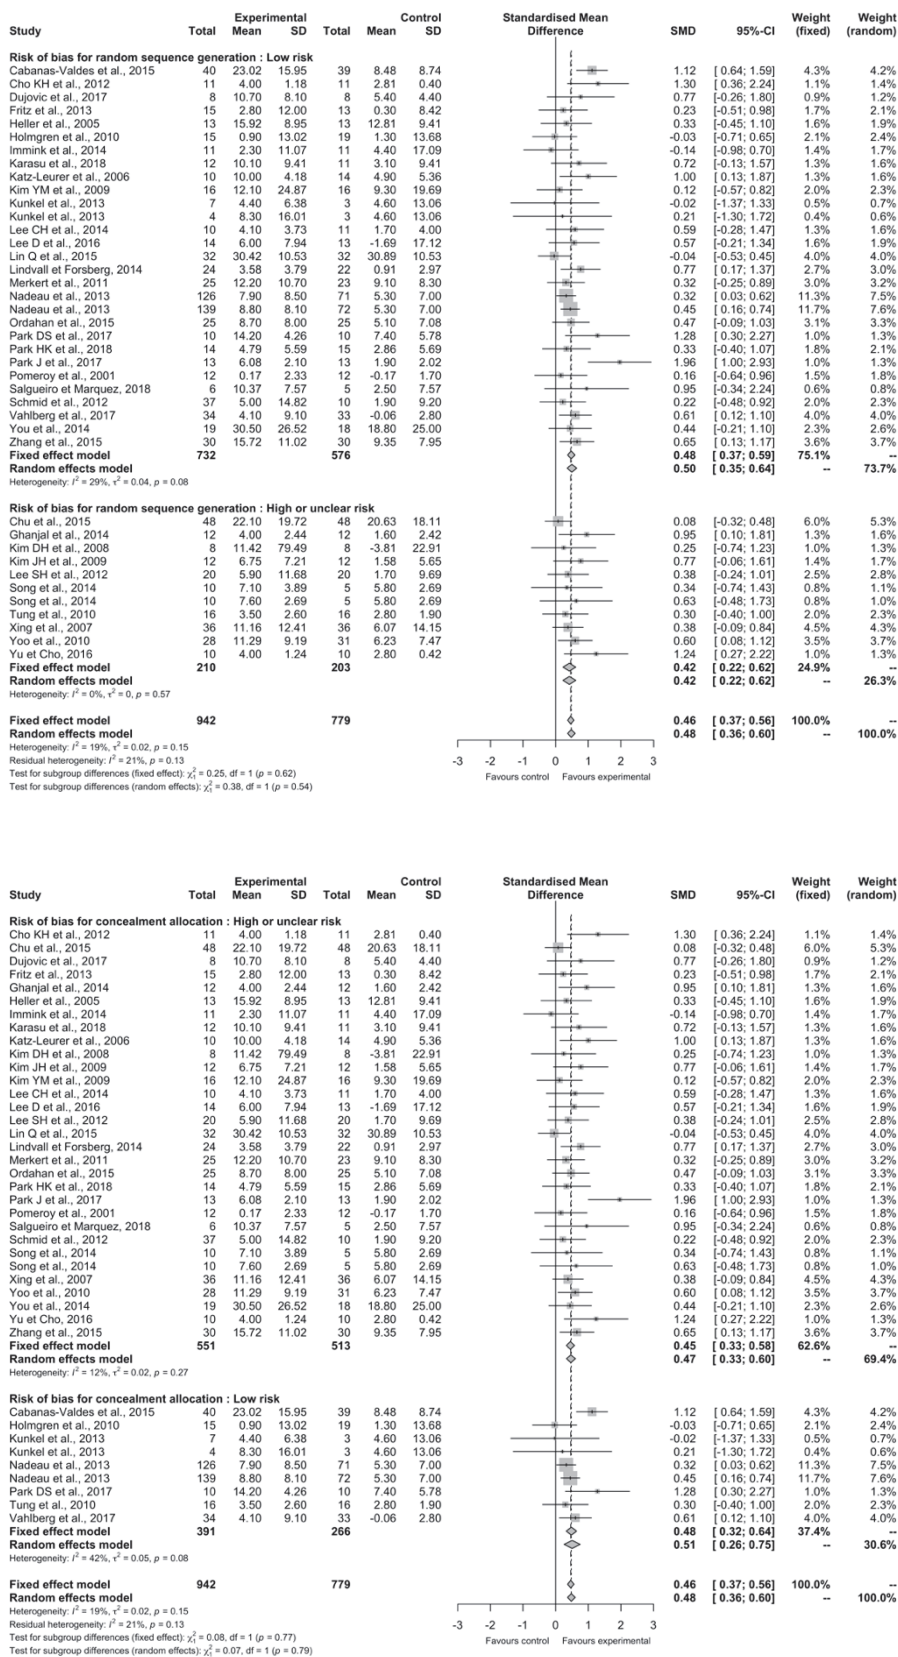 Experimental Control Standardised Mean Weight Weight
Study Total Mean SD Total Mean SD Difference SMD 95%-CI (fixed) (random)
Risk of bias for random sequence generation : Low risk
Cabanas-Valdes et al., 2015 40 23.02 15.95 39 8.48 8.74 1.12 [ 0.64; 1.59] 4.3% 4.2%
Cho KH et al., 2012 11 4.00 1.18 11 2.81 0.40 1.30 [ 0.36; 2.24] 1.1% 1.4%
Dujovic et al., 2017 8 10.70 8.10 8 5.40 4.40 0.77 [-0.26; 1.80] 0.9% 1.2%
Fritz et al., 2013 15 2.80 12.00 13 0.30 8.42 0.23 [-0.51; 0.98] 1.7% 2.1%
Heller et al., 2005 13 15.92 8.95 13 12.81 9.41 0.33 [-0.45; 1.10] 1.6% 1.9%
Holmgren et al., 2010 15 0.90 13.02 19 1.30 13.68 -0.03 [-0.71; 0.65] 2.1% 2.4%
Immink et al., 2014 11 2.30 11.07 11 4.40 17.09 -0.14 [-0.98; 0.70] 1.4% 1.7%
Karasu et al., 2018 12 10.10 9.41 11 3.10 9.41 0.72 [-0.13; 1.57] 1.3% 1.6%
Katz-Leurer et al., 2006 10 10.00 4.18 14 4.90 5.36 1.00 [ 0.13; 1.87] 1.3% 1.6%
Kim YM et al., 2009 16 12.10 24.87 16 9.30 19.69 0.12 [-0.57; 0.82] 2.0% 2.3%
Kunkel et al., 2013 7 4.40 6.38 3 4.60 13.06 -0.02 [-1.37; 1.33] 0.5% 0.7%
Kunkel et al., 2013 4 8.30 16.01 3 4.60 13.06 0.21 [-1.30; 1.72] 0.4% 0.6%
Lee CH et al., 2014 10 4.10 3.73 11 1.70 4.00 0.59 [-0.28; 1.47] 1.3% 1.6%
Lee D et al., 2016 14 6.00 7.94 13 -1.69 17.12 0.57 [-0.21; 1.34] 1.6% 1.9%
Lin Q et al., 2015 32 30.42 10.53 32 30.89 10.53 -0.04 [-0.53; 0.45] 4.0% 4.0%
Lindvall et Forsberg, 2014 24 3.58 3.79 22 0.91 2.97 0.77 [ 0.17; 1.37] 2.7% 3.0%
Merkert et al., 2011 25 12.20 10.70 23 9.10 8.30 0.32 [-0.25; 0.89] 3.0% 3.2%
Nadeau et al., 2013 126 7.90 8.50 71 5.30 7.00 0.32 [ 0.03; 0.62] 11.3% 7.5%
Nadeau et al., 2013 139 8.80 8.10 72 5.30 7.00 0.45 [ 0.16; 0.74] 11.7% 7.6%
Ordahan et al., 2015 25 8.70 8.00 25 5.10 7.08 0.47 [-0.09; 1.03] 3.1% 3.3%
Park DS et al., 2017 10 14.20 4.26 10 7.40 5.78 1.28 [ 0.30; 2.27] 1.0% 1.3%
Park HK et al., 2018 14 4.79 5.59 15 2.86 5.69 0.33 [-0.40; 1.07] 1.8% 2.1%
Park J et al., 2017 13 6.08 2.10 13 1.90 2.02 1.96 [ 1.00; 2.93] 1.0% 1.3%
Pomeroy et al., 2001 12 0.17 2.33 12 -0.17 1.70 0.16 [-0.64; 0.96] 1.5% 1.8%
Salgueiro et Marquez, 2018 6 10.37 7.57 5 2.50 7.57 0.95 [-0.34; 2.24] 0.6% 0.8%
Schmid et al., 2012 37 5.00 14.82 10 1.90 9.20 0.22 [-0.48; 0.92] 2.0% 2.3%
Vahlberg et al., 2017 34 4.10 9.10 33 -0.06 2.80 0.61 [ 0.12; 1.10] 4.0% 4.0%
You et al., 2014 19 30.50 26.52 18 18.80 25.00 0.44 [-0.21; 1.10] 2.3% 2.6%
Zhang et al., 2015 30 15.72 11.02 30 9.35 7.95 0.65 [ 0.13; 1.17] 3.6% 3.7%
Fixed effect model 732 576 0.48 [ 0.37; 0.59] 75.1% --
Random effects model 0.50 [ 0.35; 0.64] -- 73.7%
Heterogeneity: I² = 29%, τ² = 0.04, p = 0.08
Risk of bias for random sequence generation : High or unclear risk
Chu et al., 2015 48 22.10 19.72 48 20.63 18.11 0.08 [-0.32; 0.48] 6.0% 5.3%
Ghanjal et al., 2014 12 4.00 2.44 12 1.60 2.42 0.95 [ 0.10; 1.81] 1.3% 1.6%
Kim DH et al., 2008 8 11.42 79.49 8 -3.81 22.91 0.25 [-0.74; 1.23] 1.0% 1.3%
Kim JH et al., 2009 12 6.75 7.21 12 1.58 5.65 0.77 [-0.06; 1.61] 1.3% 1.7%
Lee SH et al., 2012 20 5.90 11.68 20 1.70 9.69 0.38 [-0.24; 1.01] 2.5% 2.8%
Song et al., 2014 10 7.10 3.89 5 5.80 2.69 0.34 [-0.74; 1.43] 0.8% 1.1%
Song et al., 2014 10 7.60 2.69 5 5.80 2.69 0.63 [-0.48; 1.73] 0.8% 1.0%
Tung et al., 2010 16 3.50 2.60 16 2.80 1.90 0.30 [-0.40; 1.00] 2.0% 2.3%
Xing et al., 2007 36 11.16 12.41 36 6.07 14.15 0.38 [-0.09; 0.84] 4.5% 4.3%
Yoo et al., 2010 28 11.29 9.19 31 6.23 7.47 0.60 [ 0.08; 1.12] 3.5% 3.7%
Yu et Cho, 2016 10 4.00 1.24 10 2.80 0.42 1.24 [ 0.27; 2.22] 1.0% 1.3%
Fixed effect model 210 203 0.42 [ 0.22; 0.62] 24.9% --
Random effects model 0.42 [ 0.22; 0.62] -- 26.3%
Heterogeneity: I² = 0%, τ² = 0, p = 0.57
Fixed effect model 942 779 0.46 [ 0.37; 0.56] 100.0% --
Random effects model 0.48 [ 0.36; 0.60] -- 100.0%
Heterogeneity: I² = 19%, τ² = 0.02, p = 0.15
Residual heterogeneity: I² = 21%, p = 0.13
-3 -2 -1 0 1 2 3
Test for subgroup differences (fixed effect): χ²₁ = 0.25, df = 1 (p = 0.62)
Favours control Favours experimental
Test for subgroup differences (random effects): χ²₁ = 0.38, df = 1 (p = 0.54)
Experimental Control Standardised Mean Weight Weight
Study Total Mean SD Total Mean SD Difference SMD 95%-CI (fixed) (random)
Risk of bias for concealment allocation : High or unclear risk
Cho KH et al., 2012 11 4.00 1.18 11 2.81 0.40 1.30 [ 0.36; 2.24] 1.1% 1.4%
Chu et al., 2015 48 22.10 19.72 48 20.63 18.11 0.08 [-0.32; 0.48] 6.0% 5.3%
Dujovic et al., 2017 8 10.70 8.10 8 5.40 4.40 0.77 [-0.26; 1.80] 0.9% 1.2%
Fritz et al., 2013 15 2.80 12.00 13 0.30 8.42 0.23 [-0.51; 0.98] 1.7% 2.1%
Ghanjal et al., 2014 12 4.00 2.44 12 1.60 2.42 0.95 [ 0.10; 1.81] 1.3% 1.6%
Heller et al., 2005 13 15.92 8.95 13 12.81 9.41 0.33 [-0.45; 1.10] 1.6% 1.9%
Immink et al., 2014 11 2.30 11.07 11 4.40 17.09 -0.14 [-0.98; 0.70] 1.4% 1.7%
Karasu et al., 2018 12 10.10 9.41 11 3.10 9.41 0.72 [-0.13; 1.57] 1.3% 1.6%
Katz-Leurer et al., 2006 10 10.00 4.18 14 4.90 5.36 1.00 [ 0.13; 1.87] 1.3% 1.6%
Kim DH et al., 2008 8 11.42 79.49 8 -3.81 22.91 0.25 [-0.74; 1.23] 1.0% 1.3%
Kim JH et al., 2009 12 6.75 7.21 12 1.58 5.65 0.77 [-0.06; 1.61] 1.3% 1.7%
Kim YM et al., 2009 16 12.10 24.87 16 9.30 19.69 0.12 [-0.57; 0.82] 2.0% 2.3%
Lee CH et al., 2014 10 4.10 3.73 11 1.70 4.00 0.59 [-0.28; 1.47] 1.3% 1.6%
Lee D et al., 2016 14 6.00 7.94 13 -1.69 17.12 0.57 [-0.21; 1.34] 1.6% 1.9%
Lee SH et al., 2012 20 5.90 11.68 20 1.70 9.69 0.38 [-0.24; 1.01] 2.5% 2.8%
Lin Q et al., 2015 32 30.42 10.53 32 30.89 10.53 -0.04 [-0.53; 0.45] 4.0% 4.0%
Lindvall et Forsberg, 2014 24 3.58 3.79 22 0.91 2.97 0.77 [ 0.17; 1.37] 2.7% 3.0%
Merkert et al., 2011 25 12.20 10.70 23 9.10 8.30 0.32 [-0.25; 0.89] 3.0% 3.2%
Ordahan et al., 2015 25 8.70 8.00 25 5.10 7.08 0.47 [-0.09; 1.03] 3.1% 3.3%
Park HK et al., 2018 14 4.79 5.59 15 2.86 5.69 0.33 [-0.40; 1.07] 1.8% 2.1%
Park J et al., 2017 13 6.08 2.10 13 1.90 2.02 1.96 [ 1.00; 2.93] 1.0% 1.3%
Pomeroy et al., 2001 12 0.17 2.33 12 -0.17 1.70 0.16 [-0.64; 0.96] 1.5% 1.8%
Salgueiro et Marquez, 2018 6 10.37 7.57 5 2.50 7.57 0.95 [-0.34; 2.24] 0.6% 0.8%
Schmid et al., 2012 37 5.00 14.82 10 1.90 9.20 0.22 [-0.48; 0.92] 2.0% 2.3%
Song et al., 2014 10 7.10 3.89 5 5.80 2.69 0.34 [-0.74; 1.43] 0.8% 1.1%
Song et al., 2014 10 7.60 2.69 5 5.80 2.69 0.63 [-0.48; 1.73] 0.8% 1.0%
Xing et al., 2007 36 11.16 12.41 36 6.07 14.15 0.38 [-0.09; 0.84] 4.5% 4.3%
Yoo et al., 2010 28 11.29 9.19 31 6.23 7.47 0.60 [ 0.08; 1.12] 3.5% 3.7%
You et al., 2014 19 30.50 26.52 18 18.80 25.00 0.44 [-0.21; 1.10] 2.3% 2.6%
Yu et Cho, 2016 10 4.00 1.24 10 2.80 0.42 1.24 [ 0.27; 2.22] 1.0% 1.3%
Zhang et al., 2015 30 15.72 11.02 30 9.35 7.95 0.65 [ 0.13; 1.17] 3.6% 3.7%
Fixed effect model 551 513 0.45 [ 0.33; 0.58] 62.6% --
Random effects model 0.47 [ 0.33; 0.60] -- 69.4%
Heterogeneity: I² = 12%, τ² = 0.02, p = 0.27
Risk of bias for concealment allocation : Low risk
Cabanas-Valdes et al., 2015 40 23.02 15.95 39 8.48 8.74 1.12 [ 0.64; 1.59] 4.3% 4.2%
Holmgren et al., 2010 15 0.90 13.02 19 1.30 13.68 -0.03 [-0.71; 0.65] 2.1% 2.4%
Kunkel et al., 2013 7 4.40 6.38 3 4.60 13.06 -0.02 [-1.37; 1.33] 0.5% 0.7%
Kunkel et al., 2013 4 8.30 16.01 3 4.60 13.06 0.21 [-1.30; 1.72] 0.4% 0.6%
Nadeau et al., 2013 126 7.90 8.50 71 5.30 7.00 0.32 [ 0.03; 0.62] 11.3% 7.5%
Nadeau et al., 2013 139 8.80 8.10 72 5.30 7.00 0.45 [ 0.16; 0.74] 11.7% 7.6%
Park DS et al., 2017 10 14.20 4.26 10 7.40 5.78 1.28 [ 0.30; 2.27] 1.0% 1.3%
Tung et al., 2010 16 3.50 2.60 16 2.80 1.90 0.30 [-0.40; 1.00] 2.0% 2.3%
Vahlberg et al., 2017 34 4.10 9.10 33 -0.06 2.80 0.61 [ 0.12; 1.10] 4.0% 4.0%
Fixed effect model 391 266 0.48 [ 0.32; 0.64] 37.4% --
Random effects model 0.51 [ 0.26; 0.75] -- 30.6%
Heterogeneity: I² = 42%, τ² = 0.05, p = 0.08
Fixed effect model 942 779 0.46 [ 0.37; 0.56] 100.0% --
Random effects model 0.48 [ 0.36; 0.60] -- 100.0%
Heterogeneity: I² = 19%, τ² = 0.02, p = 0.15
Residual heterogeneity: I² = 21%, p = 0.13
-3 -2 -1 0 1 2 3
Test for subgroup differences (fixed effect): χ²₁ = 0.08, df = 1 (p = 0.77)
Favours control Favours experimental
Test for subgroup differences (random effects): χ²₁ = 0.07, df = 1 (p = 0.79)